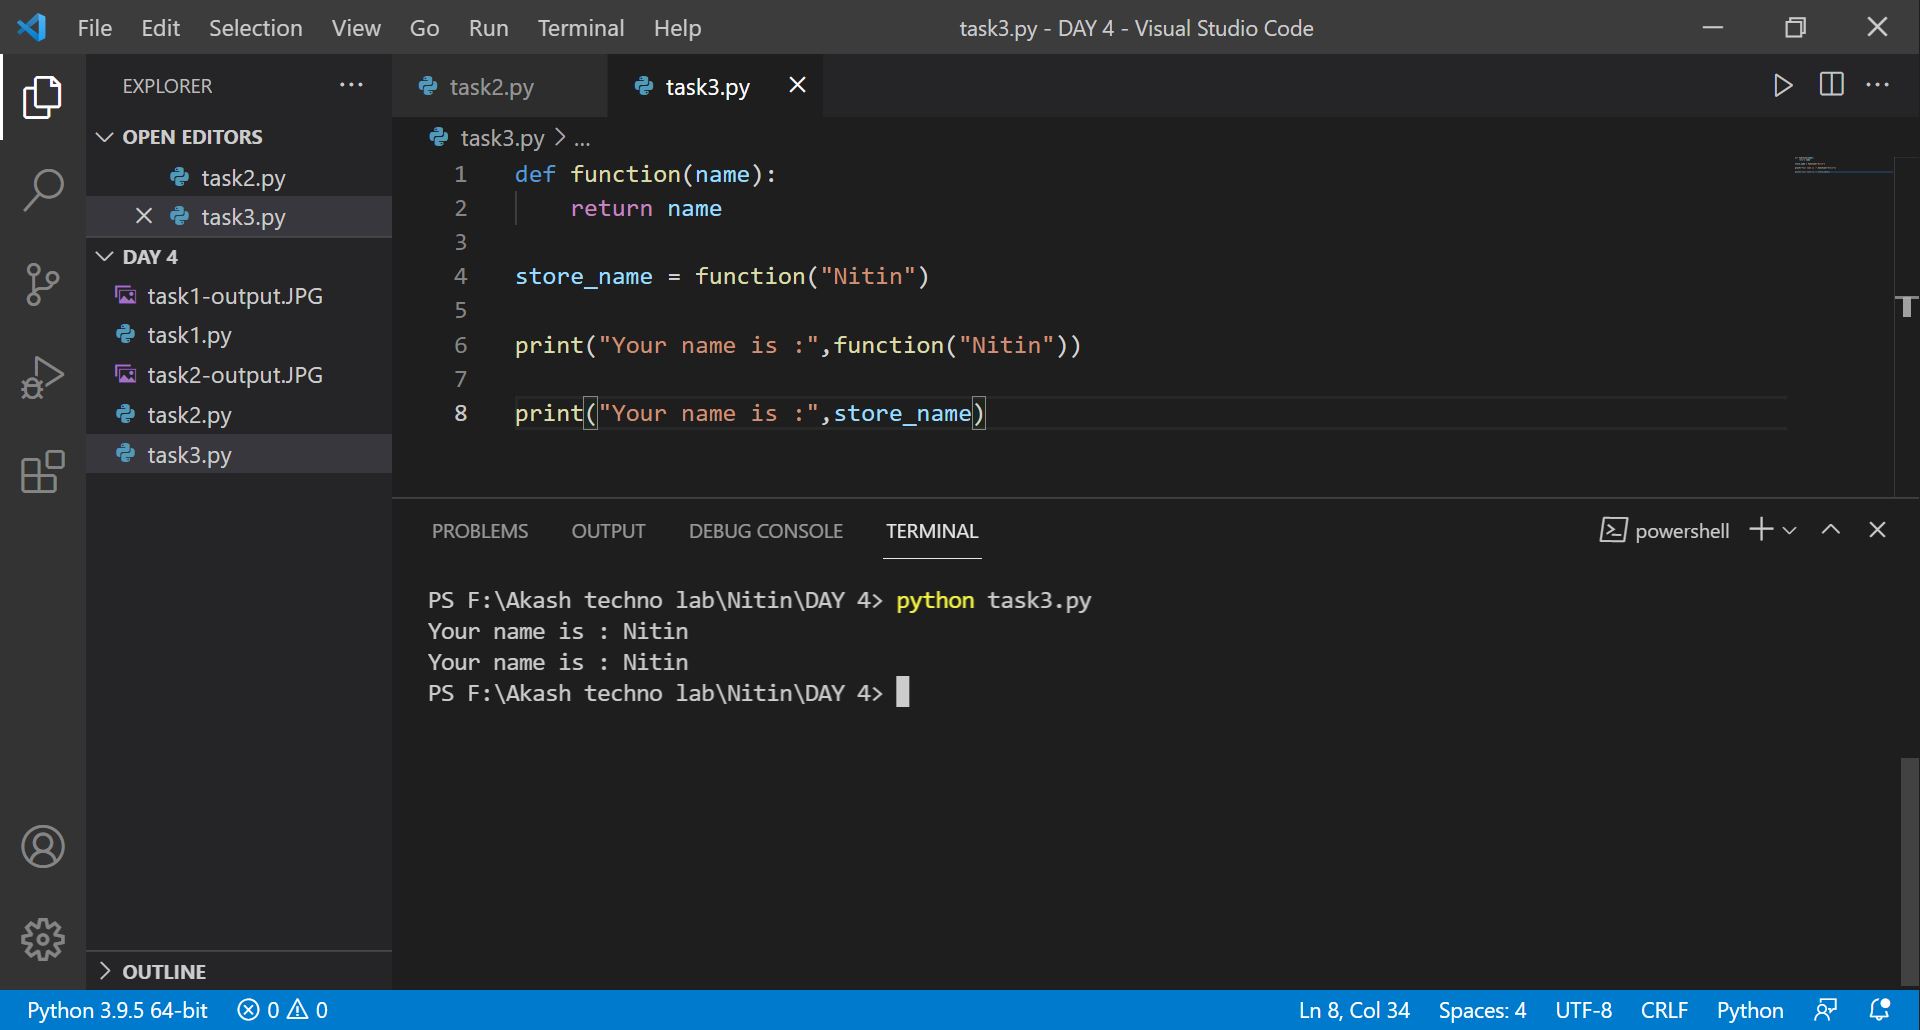 File Edit Selection View Go Run Terminal Help task3.py - DAY 4 - Visual Studio Code
EXPLORER
OPEN EDITORS
task2.py
task3.py
DAY 4
task1-output.JPG
task1.py
task2-output.JPG
task2.py
task3.py
OUTLINE
task2.py task3.py
task3.py > ...
1 def function(name):
2     return name
3
4 store_name = function("Nitin")
5
6 print("Your name is :",function("Nitin"))
7
8 print("Your name is :",store_name)
PROBLEMS OUTPUT DEBUG CONSOLE TERMINAL powershell
PS F:\Akash techno lab\Nitin\DAY 4> python task3.py
Your name is : Nitin
Your name is : Nitin
PS F:\Akash techno lab\Nitin\DAY 4>
Python 3.9.5 64-bit 0 0 Ln 8, Col 34 Spaces: 4 UTF-8 CRLF Python